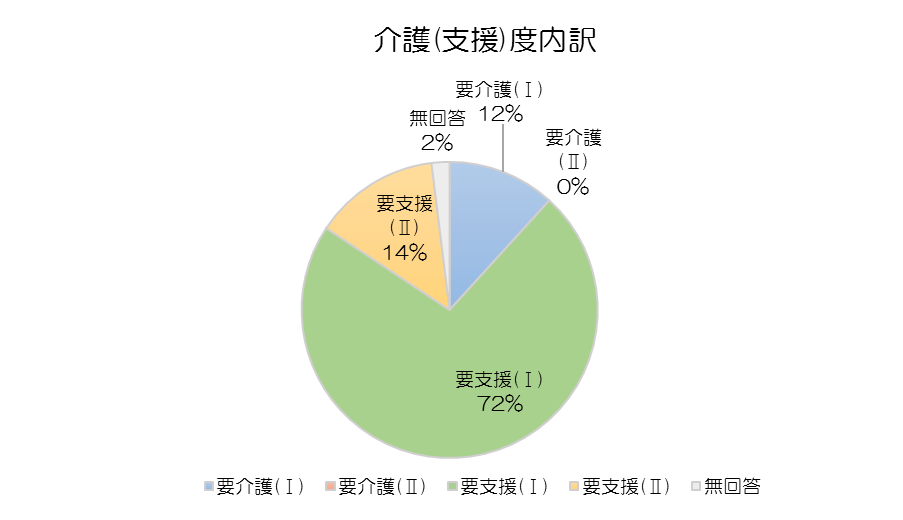 介護(支援)度内訳
要介護(Ⅰ)
12%
無回答
2%
要介護
(Ⅱ)
0%
要支援
(Ⅱ)
14%
要支援(Ⅰ)
72%
要介護(Ⅰ) 要介護(Ⅱ) 要支援(Ⅰ) 要支援(Ⅱ) 無回答